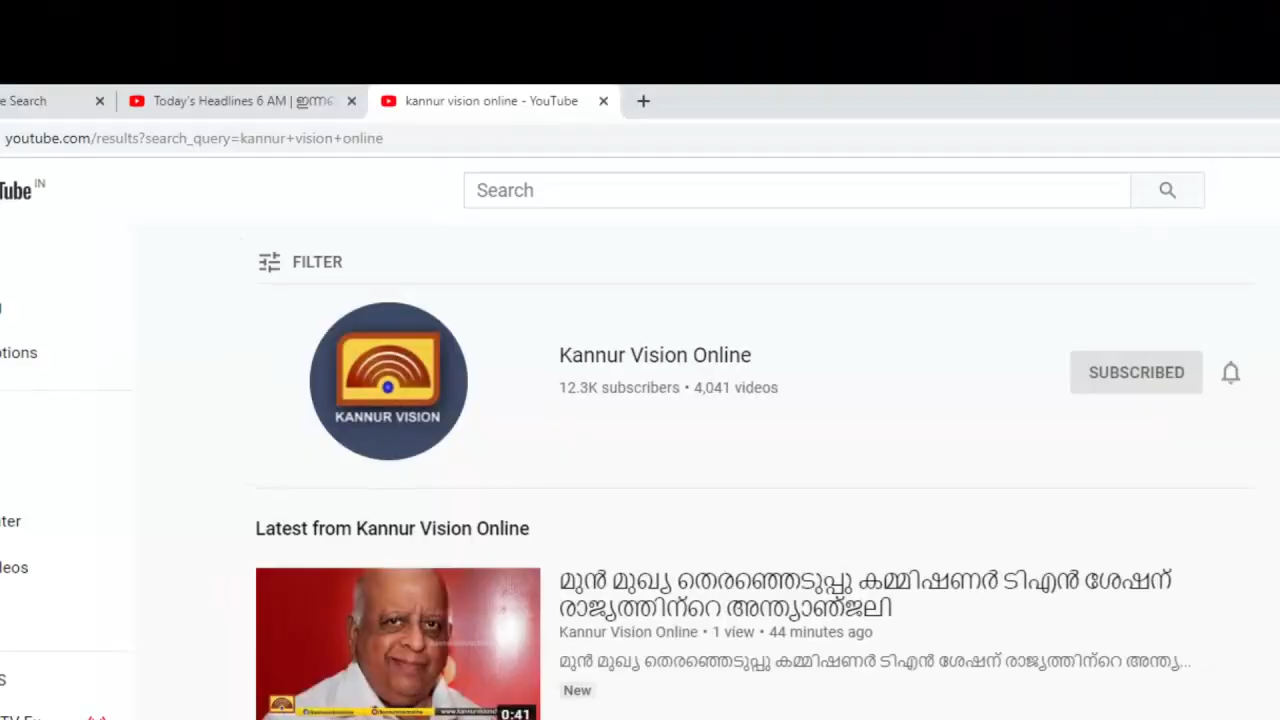 e Search
Today's Headlines 6 AM | ഇന്നെ
kannur vision online - YouTube
youtube.com/results?search_query=kannur+vision+online
Tube IN
Search
FILTER
KANNUR VISION
Kannur Vision Online
12.3K subscribers • 4,041 videos
SUBSCRIBED
otions
ter
leos
S
Latest from Kannur Vision Online
മുൻ മുഖ്യ തെരഞ്ഞെടുപ്പു കമ്മിഷണർ ടിഎൻ ശേഷന്
രാജ്യത്തിന്റെ അന്ത്യാഞ്ജലി
Kannur Vision Online • 1 view • 44 minutes ago
മുൻ മുഖ്യ തെരഞ്ഞെടുപ്പു കമ്മിഷണർ ടിഎൻ ശേഷന് രാജ്യത്തിന്റെ അന്ത്യ...
New
0:41